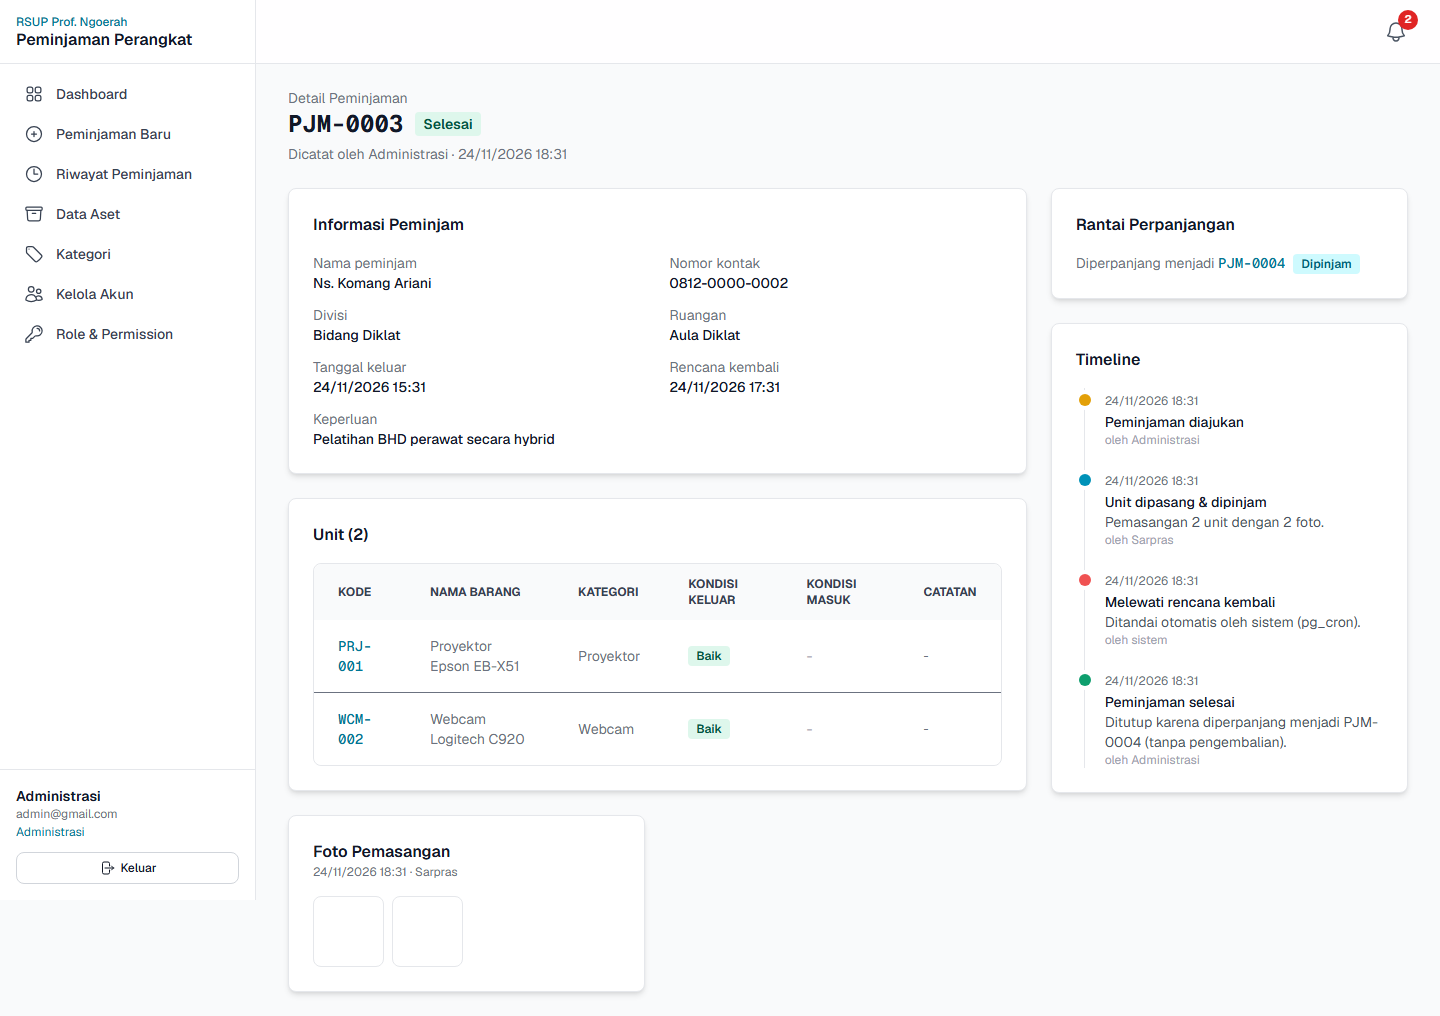 RSUP Prof. Ngoerah
Peminjaman Perangkat
2
Dashboard
Peminjaman Baru
Riwayat Peminjaman
Data Aset
Kategori
Kelola Akun
Role & Permission
Administrasi
admin@gmail.com
Administrasi
Keluar
Detail Peminjaman
PJM-0003 Selesai
Dicatat oleh Administrasi · 24/11/2026 18:31
Informasi Peminjam
Nama peminjam
Ns. Komang Ariani
Nomor kontak
0812-0000-0002
Divisi
Bidang Diklat
Ruangan
Aula Diklat
Tanggal keluar
24/11/2026 15:31
Rencana kembali
24/11/2026 17:31
Keperluan
Pelatihan BHD perawat secara hybrid
Unit (2)
KODE NAMA BARANG KATEGORI KONDISI KELUAR KONDISI MASUK CATATAN
PRJ-001 Proyektor Epson EB-X51 Proyektor Baik - -
WCM-002 Webcam Logitech C920 Webcam Baik - -
Foto Pemasangan
24/11/2026 18:31 · Sarpras
Rantai Perpanjangan
Diperpanjang menjadi PJM-0004 Dipinjam
Timeline
24/11/2026 18:31
Peminjaman diajukan
oleh Administrasi
24/11/2026 18:31
Unit dipasang & dipinjam
Pemasangan 2 unit dengan 2 foto.
oleh Sarpras
24/11/2026 18:31
Melewati rencana kembali
Ditandai otomatis oleh sistem (pg_cron).
oleh sistem
24/11/2026 18:31
Peminjaman selesai
Ditutup karena diperpanjang menjadi PJM-
0004 (tanpa pengembalian).
oleh Administrasi